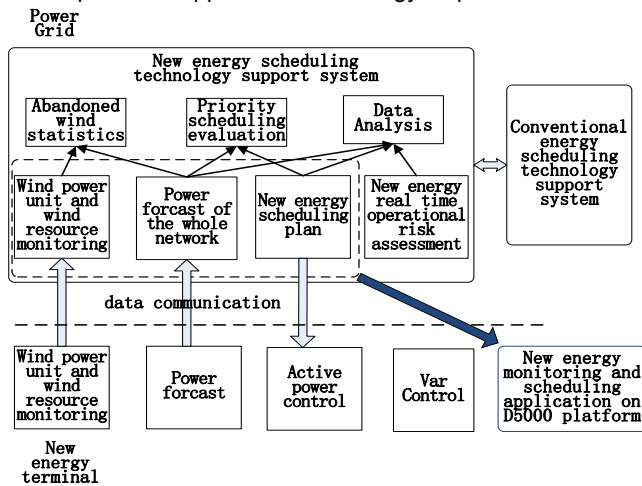 Power
Grid
New energy scheduling
technology support system
Abandoned
wind
statistics
Priority
scheduling
evaluation
Data
Analysis
Conventional
energy
scheduling
technology
support
system
Wind power
unit and
wind
resource
monitoring
Power
forcast of
the whole
network
New energy
scheduling
plan
New energy
real time
operational
risk
assessment
data communication
Wind power
unit and
wind
resource
monitoring
Power
forcast
Active
power
control
Var
Control
New energy
monitoring and
scheduling
application on
D5000 platform
New
energy
terminal